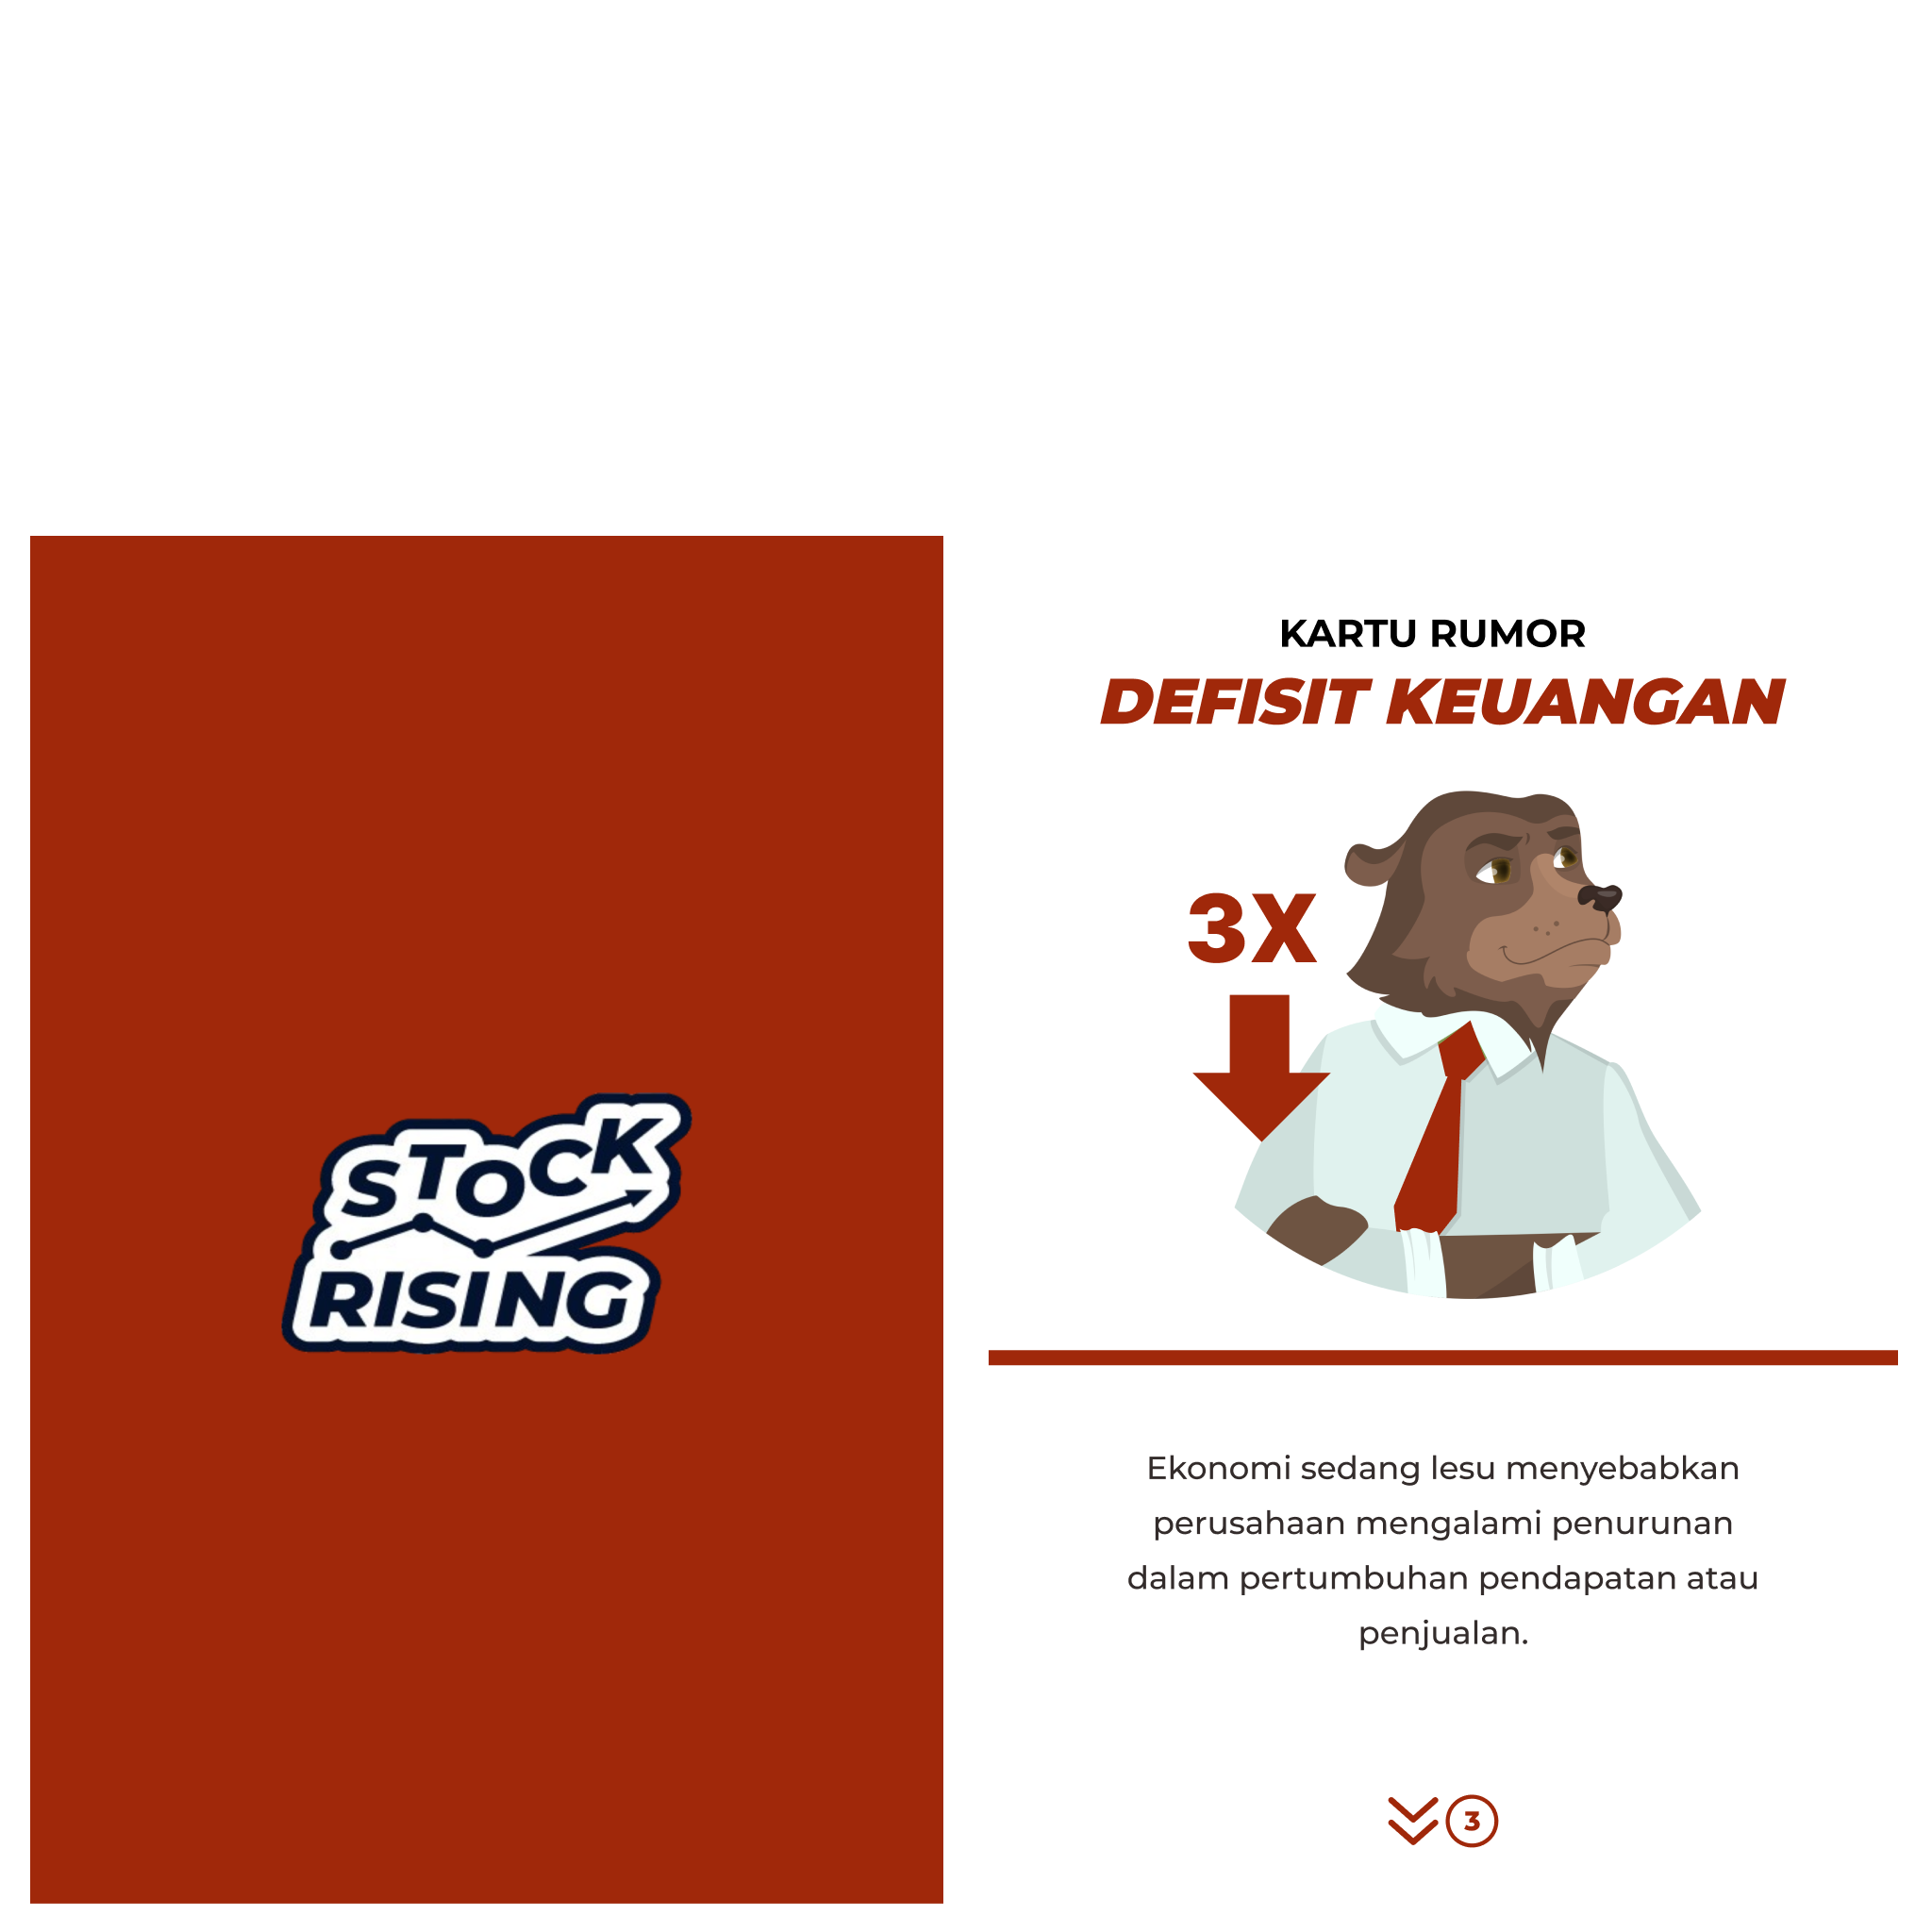 STOCK
RISING
KARTU RUMOR
DEFISIT KEUANGAN
3X
Ekonomi sedang lesu menyebabkan
perusahaan mengalami penurunan
dalam pertumbuhan pendapatan atau
penjualan.
3